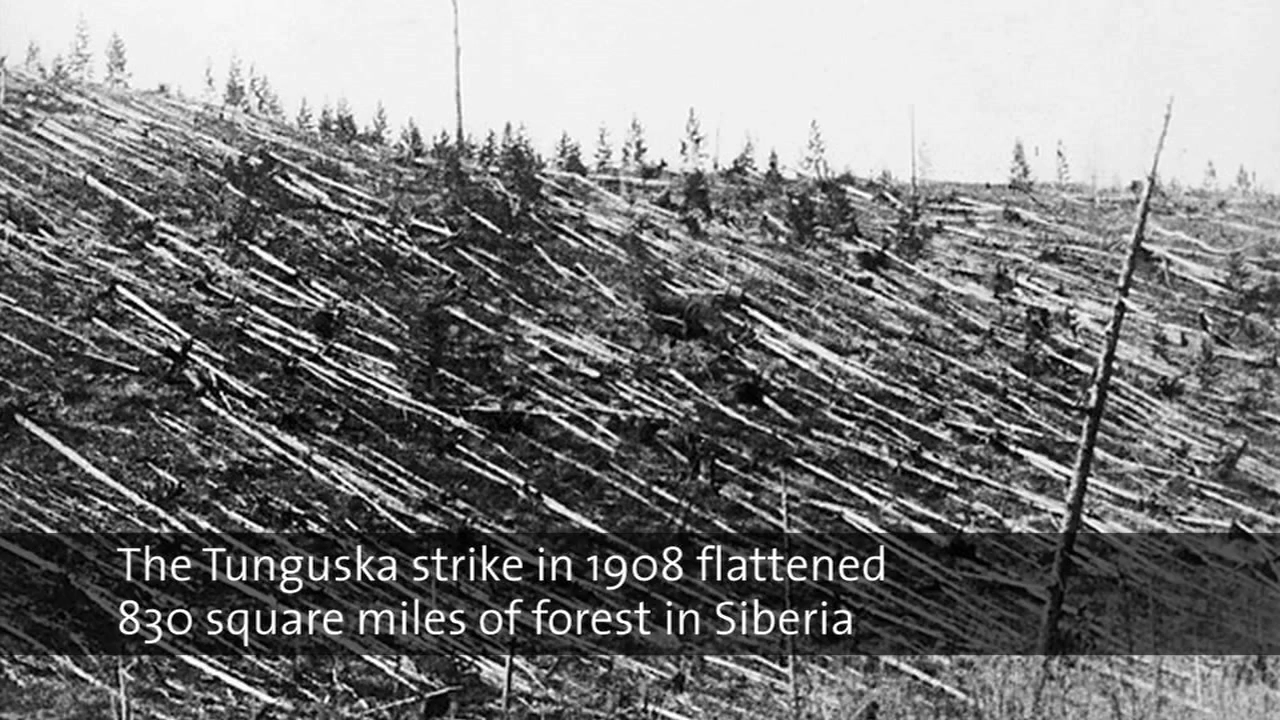 The Tunguska strike in 1908 flattened
830 square miles of forest in Siberia